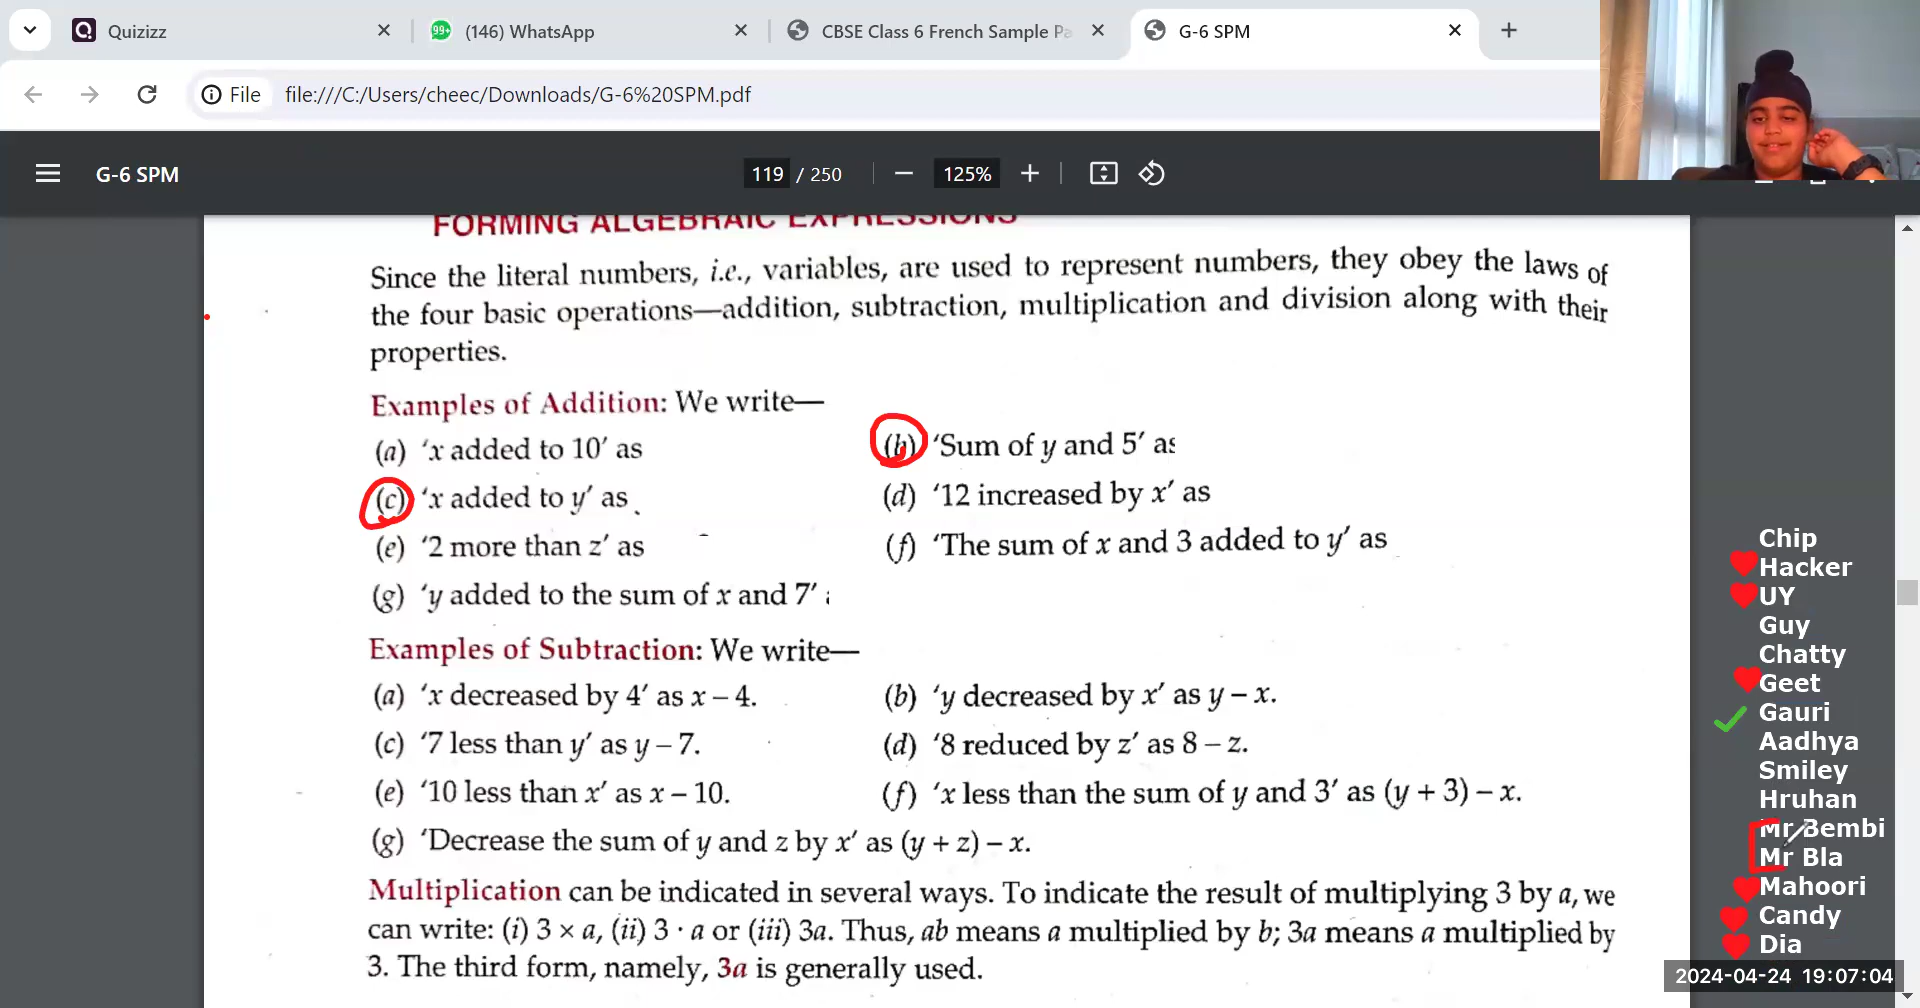 Quizizz
99+ (146) WhatsApp
CBSE Class 6 French Sample Pa
G-6 SPM
File file:///C:/Users/cheec/Downloads/G-6%20SPM.pdf
G-6 SPM
119 / 250
125%
FORMING ALGEBRAIC EXPRESSIONS
Since the literal numbers, i.e., variables, are used to represent numbers, they obey the laws of
the four basic operations—addition, subtraction, multiplication and division along with their
properties.
Examples of Addition: We write—
(a) ‘x added to 10’ as
(b) ‘Sum of y and 5’ as
(c) ‘x added to y’ as
(d) ‘12 increased by x’ as
(e) ‘2 more than z’ as
(f) ‘The sum of x and 3 added to y’ as
(g) ‘y added to the sum of x and 7’
Examples of Subtraction: We write—
(a) ‘x decreased by 4’ as x – 4.
(b) ‘y decreased by x’ as y – x.
(c) ‘7 less than y’ as y – 7.
(d) ‘8 reduced by z’ as 8 – z.
(e) ‘10 less than x’ as x – 10.
(f) ‘x less than the sum of y and 3’ as (y + 3) – x.
(g) ‘Decrease the sum of y and z by x’ as (y + z) – x.
Multiplication can be indicated in several ways. To indicate the result of multiplying 3 by a, we
can write: (i) 3 × a, (ii) 3 · a or (iii) 3a. Thus, ab means a multiplied by b; 3a means a multiplied by
3. The third form, namely, 3a is generally used.
Chip
Hacker
UY
Guy
Chatty
Geet
Gauri
Aadhya
Smiley
Hruhan
Mr Bembi
Mr Bla
Mahoori
Candy
Dia
2024-04-24 19:07:04